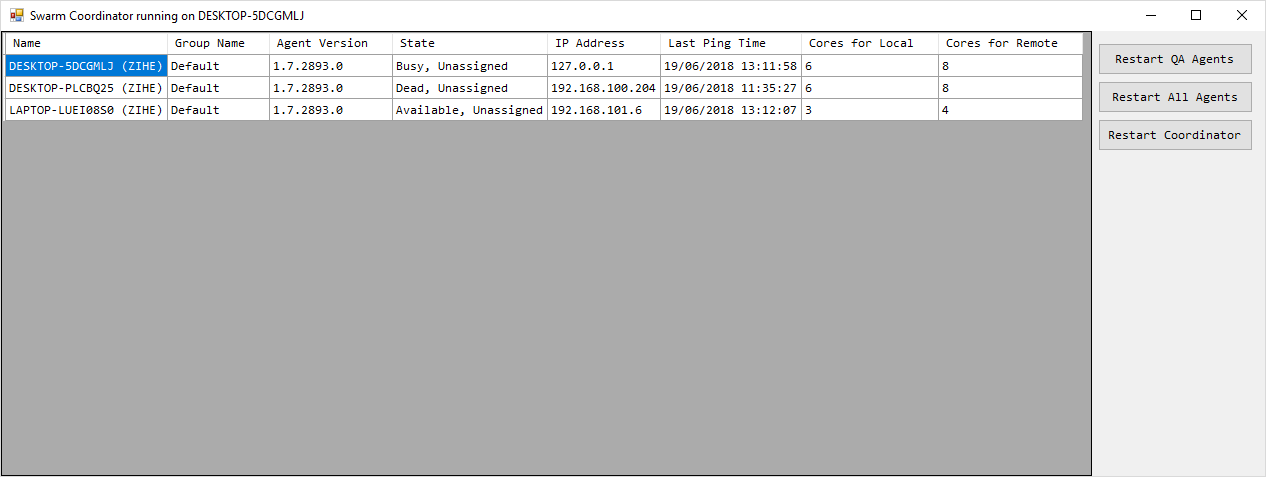 Swarm Coordinator running on DESKTOP-5DCGMLJ
Name Group Name Agent Version State IP Address Last Ping Time Cores for Local Cores for Remote
DESKTOP-5DCGMLJ (ZIHE) Default 1.7.2893.0 Busy, Unassigned 127.0.0.1 19/06/2018 13:11:58 6 8
DESKTOP-PLCBQ25 (ZIHE) Default 1.7.2893.0 Dead, Unassigned 192.168.100.204 19/06/2018 11:35:27 6 8
LAPTOP-LUEI08S0 (ZIHE) Default 1.7.2893.0 Available, Unassigned 192.168.101.6 19/06/2018 13:12:07 3 4
Restart QA Agents
Restart All Agents
Restart Coordinator